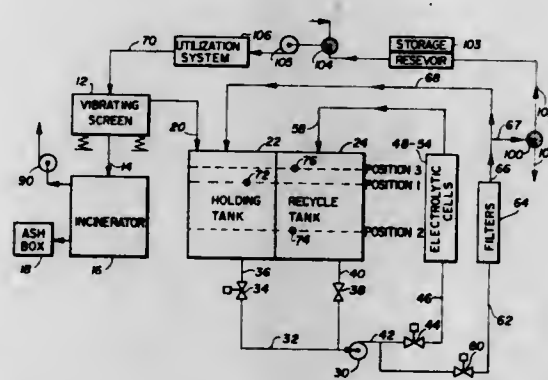 70
UTILIZATION
SYSTEM
106
105
104
STORAGE
RESEVOIR
103
68
12
VIBRATING
SCREEN
20
58
22
24
48-54
67
100
66
64
90
14
76
72
POSITION 3
POSITION 1
HOLDING
TANK
RECYCLE
TANK
74
POSITION 2
ELECTROLYTIC
CELLS
FILTERS
INCINERATOR
ASH
BOX
18
16
36
34
40
38
46
62
32
42
44
30
60